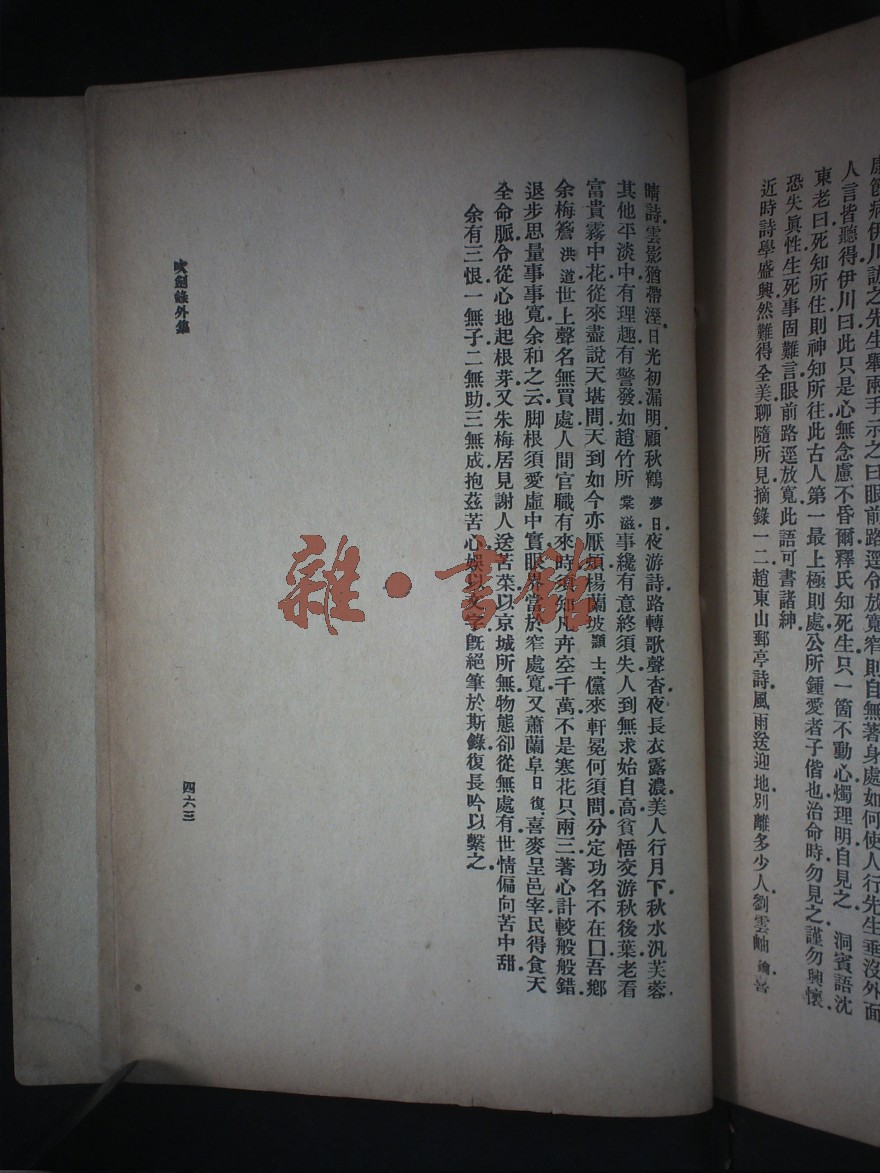 人言皆聽得伊川曰此只是心無念慮不昏爾釋氏知死生只一箇不動心燭理明自見之　洞賓語沈
東老曰死知所住則神知所往此古人第一最上極則處公所鍾愛者子偕也治命時勿見之謹勿興懷
恐失眞性生死事固難言眼前路逕放寬此語可書諸紳
近時詩學盛興然難得全美聊隨所見摘錄一二趙東山郵亭詩風雨送迎地別離多少人劉雲岫
晴詩雲影猶帶溼日光初漏明顧秋鶴 夢日 夜游詩路轉歌聲杳夜長衣露濃美人行月下秋水汎芙蓉
其他平淡中有理趣有警發如趙竹所 棠滋 事纔有意終須失人到無求始自高貧悟交游秋後葉老看
富貴霧中花從來盡說天堪問天到如今亦厭煩楊蘭坡 顥士 儻來軒冕何須問分定功名不在口吾鄉
余梅簷 洪道 世上聲名無買處人間官職有來時須知凡卉空千萬不是寒花只兩三著心計較般般錯
退步思量事事寬余和之云脚根須愛虛中實眼界當於窄處寬又蕭蘭阜 日復 喜麥呈邑宰民得食天
全命脈令從心地起根芽又朱梅居見謝人送苦菜以京城所無物態卻從無處有世情偏向苦中甜
余有三恨一無子二無助三無成抱茲苦心娛以文字旣絕筆於斯錄復長吟以繫之
吹劍錄外集
四六三
雜·書館